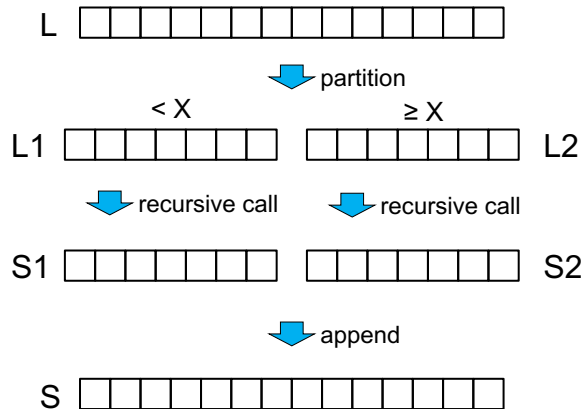 L
partition
< X
≥ X
L1
L2
recursive call
recursive call
S1
S2
append
S